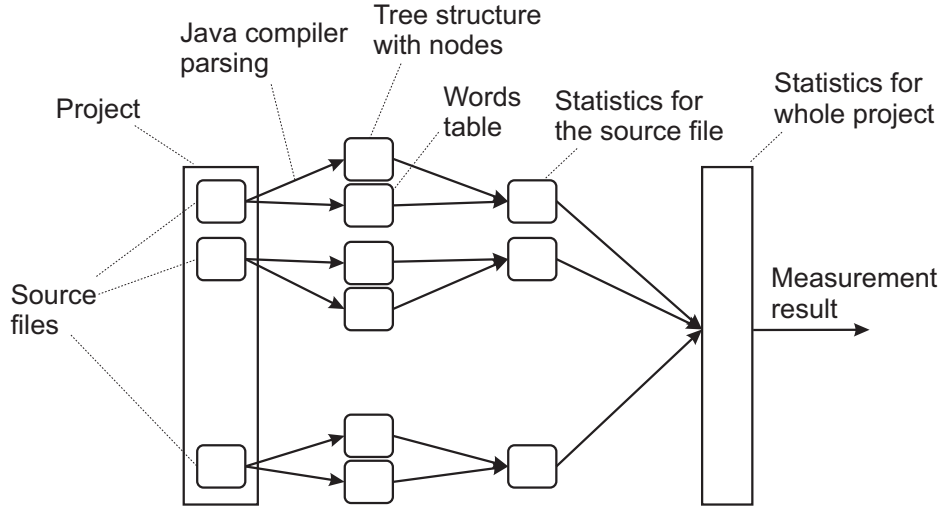 Java compiler
parsing
Tree structure
with nodes
Project
Words
table
Statistics for
the source file
Statistics for
whole project
Source
files
Measurement
result